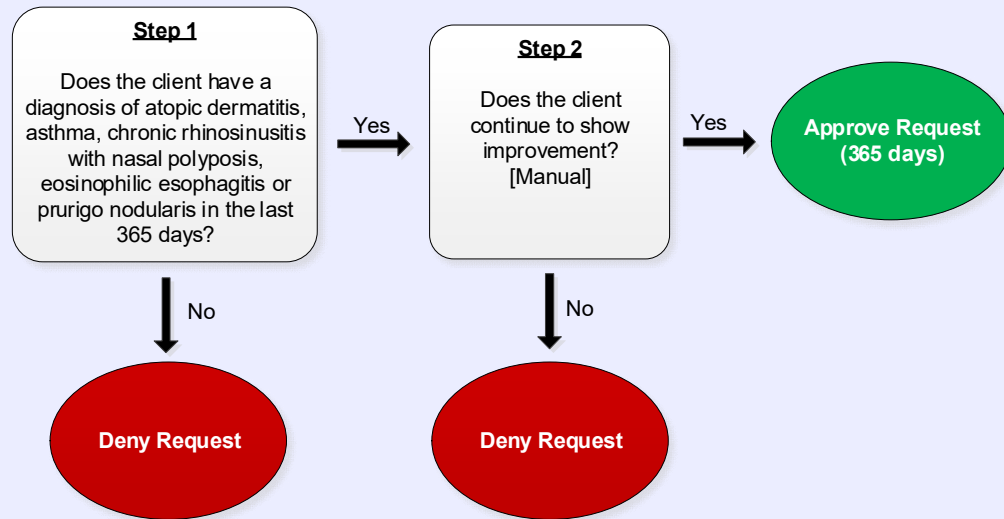 Step 1
Does the client have a
diagnosis of atopic dermatitis,
asthma, chronic rhinosinusitis
with nasal polyposis,
eosinophilic esophagitis or
prurigo nodularis in the last
365 days?
Yes
Step 2
Does the client
continue to show
improvement?
[Manual]
Yes
Approve Request
(365 days)
No
No
Deny Request
Deny Request